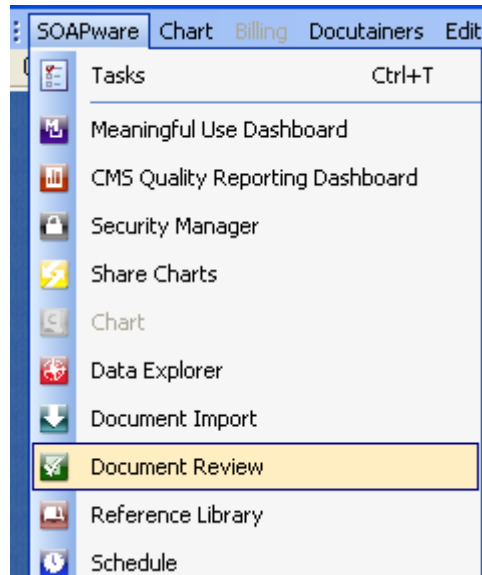 SOAPware Chart Billing Docutainers Edit
Tasks Ctrl+T
Meaningful Use Dashboard
CMS Quality Reporting Dashboard
Security Manager
Share Charts
Chart
Data Explorer
Document Import
Document Review
Reference Library
Schedule